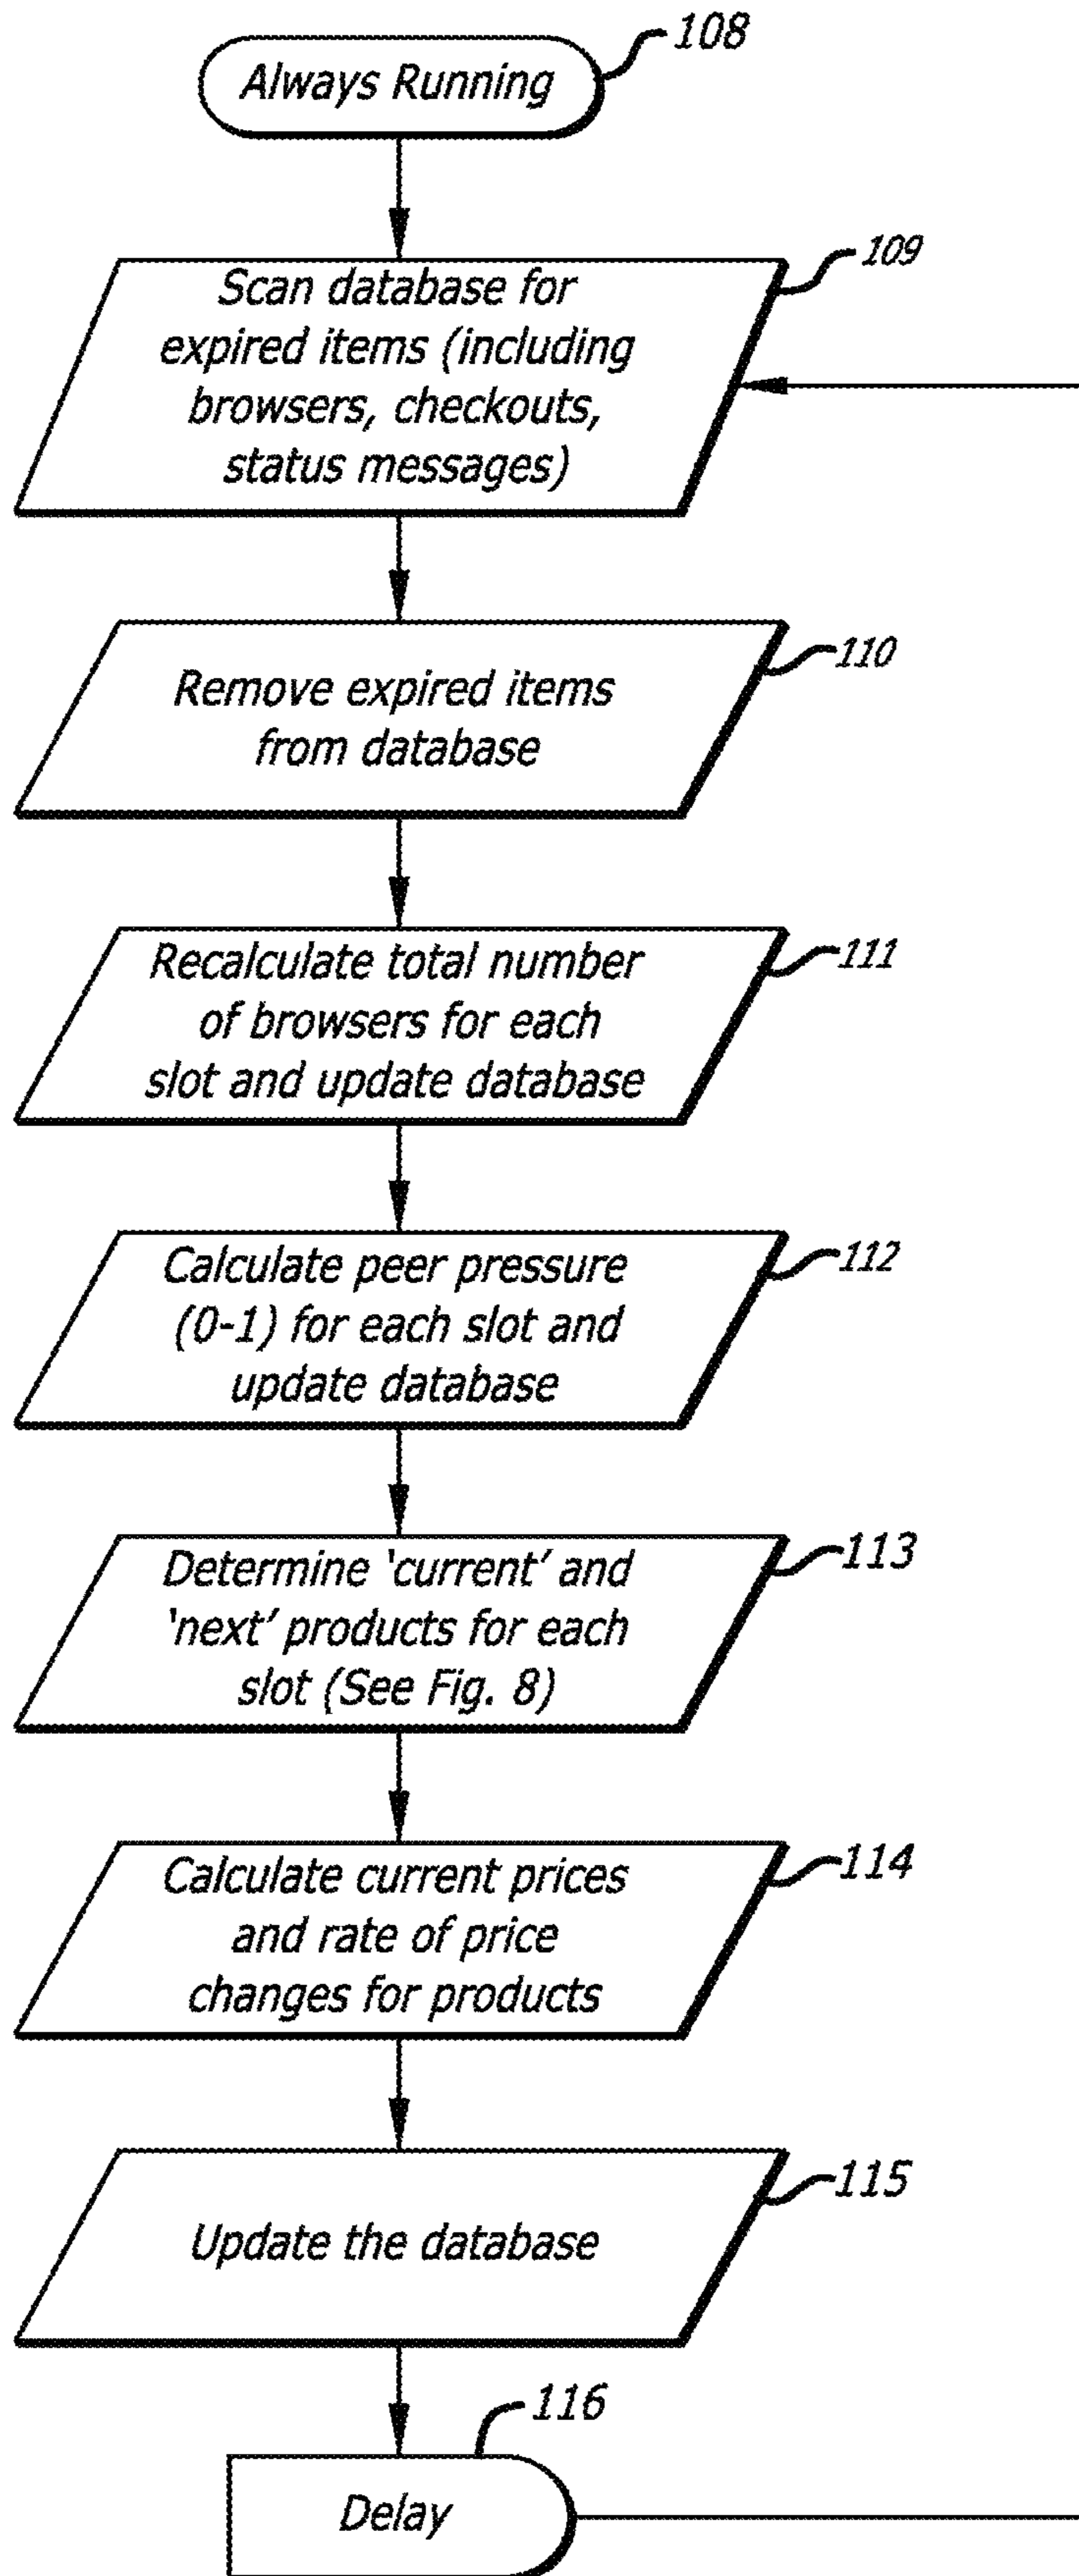 108
Always Running
109
Scan database for
expired items (including
browsers, checkouts,
status messages)
110
Remove expired items
from database
111
Recalculate total number
of browsers for each
slot and update database
112
Calculate peer pressure
(0-1) for each slot and
update database
113
Determine ‘current’ and
‘next’ products for each
slot (See Fig. 8)
114
Calculate current prices
and rate of price
changes for products
115
Update the database
116
Delay